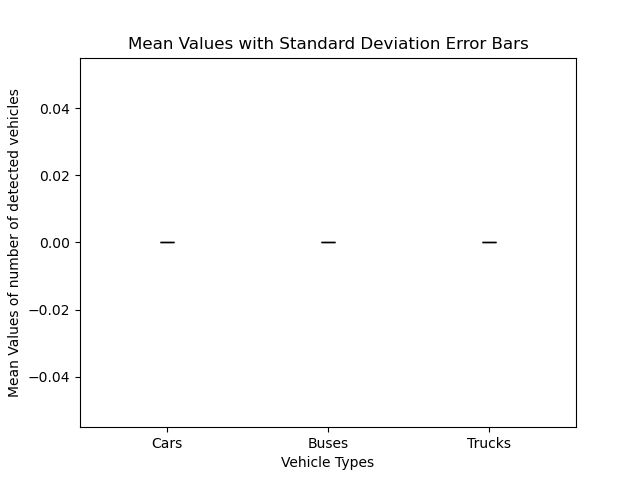 Mean Values with Standard Deviation Error Bars
Mean Values of number of detected vehicles
0.04
0.02
0.00
−0.02
−0.04
Cars
Buses
Trucks
Vehicle Types